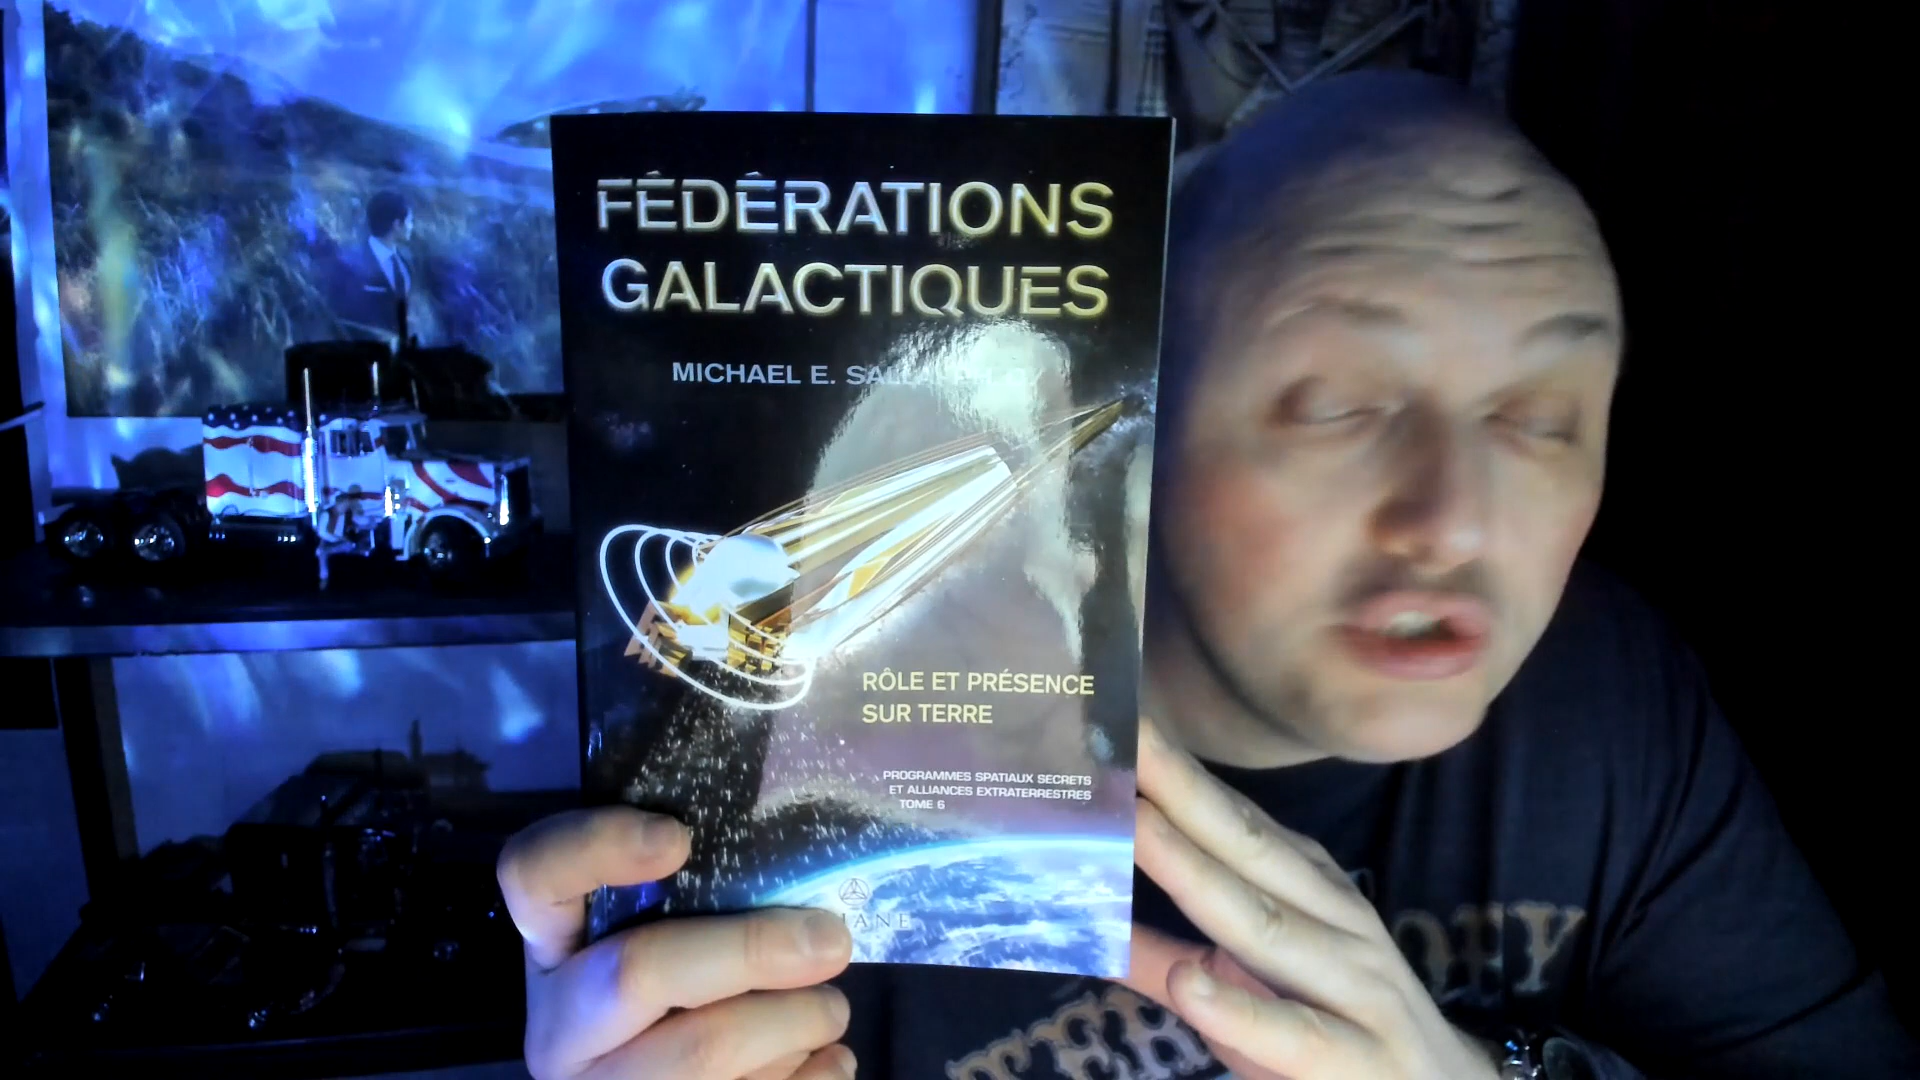 FÉDÉRATIONS
GALACTIQUES
MICHAEL E.
RÔLE ET PRÉSENCE
SUR TERRE
PROGRAMMES SPATIAUX SECRETS
ET ALLIANCES EXTRATERRESTRES
TOME 6